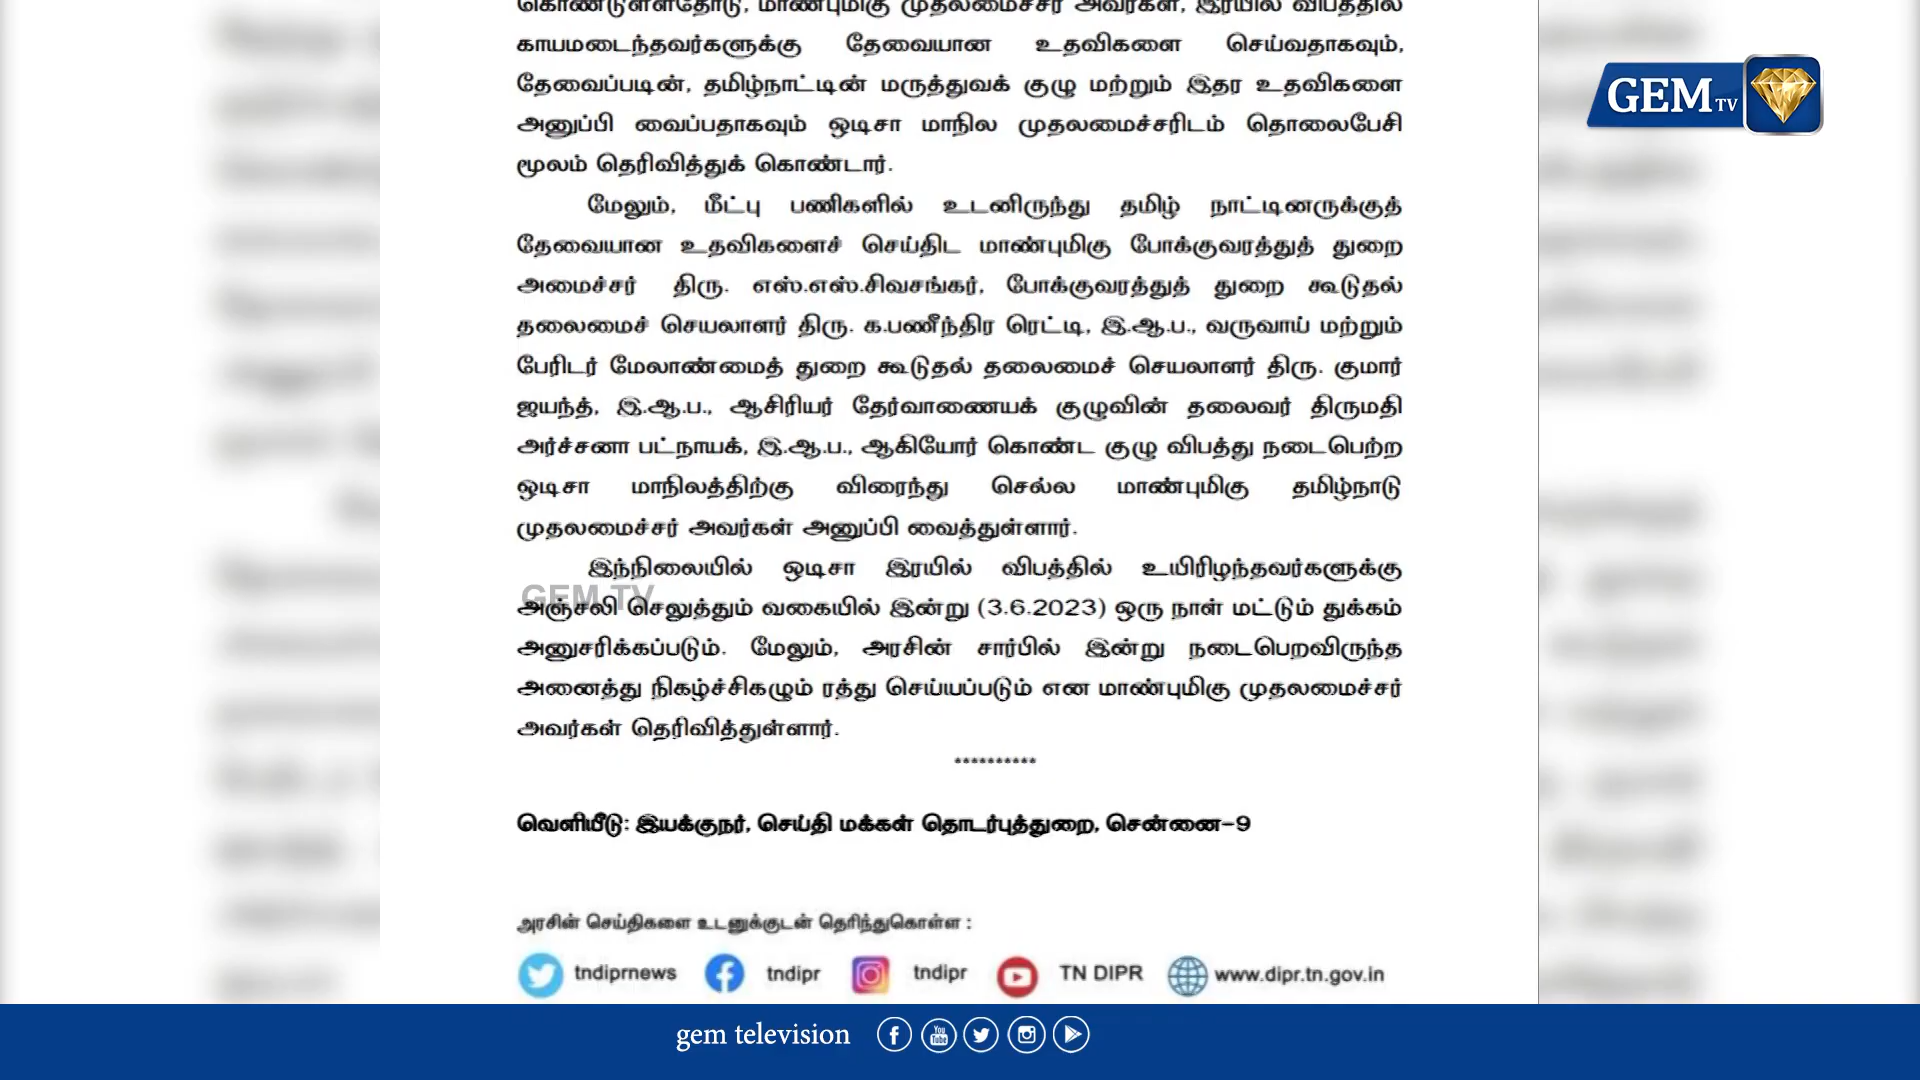 கொண்டுள்ளதோடு, மாண்புமிகு முதலமைச்சர் அவர்கள், இரயில் விபத்தில்
காயமடைந்தவர்களுக்கு தேவையான உதவிகளை செய்வதாகவும்,
தேவைப்படின், தமிழ்நாட்டின் மருத்துவக் குழு மற்றும் இதர உதவிகளை
அனுப்பி வைப்பதாகவும் ஒடிசா மாநில முதலமைச்சரிடம் தொலைபேசி
மூலம் தெரிவித்துக் கொண்டார்.
மேலும், மீட்பு பணிகளில் உடனிருந்து தமிழ் நாட்டினருக்குத்
தேவையான உதவிகளைச் செய்திட மாண்புமிகு போக்குவரத்துத் துறை
அமைச்சர் திரு. எஸ்.எஸ்.சிவசங்கர், போக்குவரத்துத் துறை கூடுதல்
தலைமைச் செயலாளர் திரு. க.பணீந்திர ரெட்டி, இ.ஆ.ப., வருவாய் மற்றும்
பேரிடர் மேலாண்மைத் துறை கூடுதல் தலைமைச் செயலாளர் திரு. குமார்
ஜயந்த், இ.ஆ.ப., ஆசிரியர் தேர்வாணையக் குழுவின் தலைவர் திருமதி
அர்ச்சனா பட்நாயக், இ.ஆ.ப., ஆகியோர் கொண்ட குழு விபத்து நடைபெற்ற
ஒடிசா மாநிலத்திற்கு விரைந்து செல்ல மாண்புமிகு தமிழ்நாடு
முதலமைச்சர் அவர்கள் அனுப்பி வைத்துள்ளார்.
இந்நிலையில் ஒடிசா இரயில் விபத்தில் உயிரிழந்தவர்களுக்கு
அஞ்சலி செலுத்தும் வகையில் இன்று (3.6.2023) ஒரு நாள் மட்டும் துக்கம்
அனுசரிக்கப்படும். மேலும், அரசின் சார்பில் இன்று நடைபெறவிருந்த
அனைத்து நிகழ்ச்சிகழும் ரத்து செய்யப்படும் என மாண்புமிகு முதலமைச்சர்
அவர்கள் தெரிவித்துள்ளார்.
**********
வெளியீடு: இயக்குநர், செய்தி மக்கள் தொடர்புத்துறை, சென்னை-9
அரசின் செய்திகளை உடனுக்குடன் தெரிந்துகொள்ள :
tndiprnews tndipr tndipr TN DIPR www.dipr.tn.gov.in
GEM TV
GEM TV
gem television